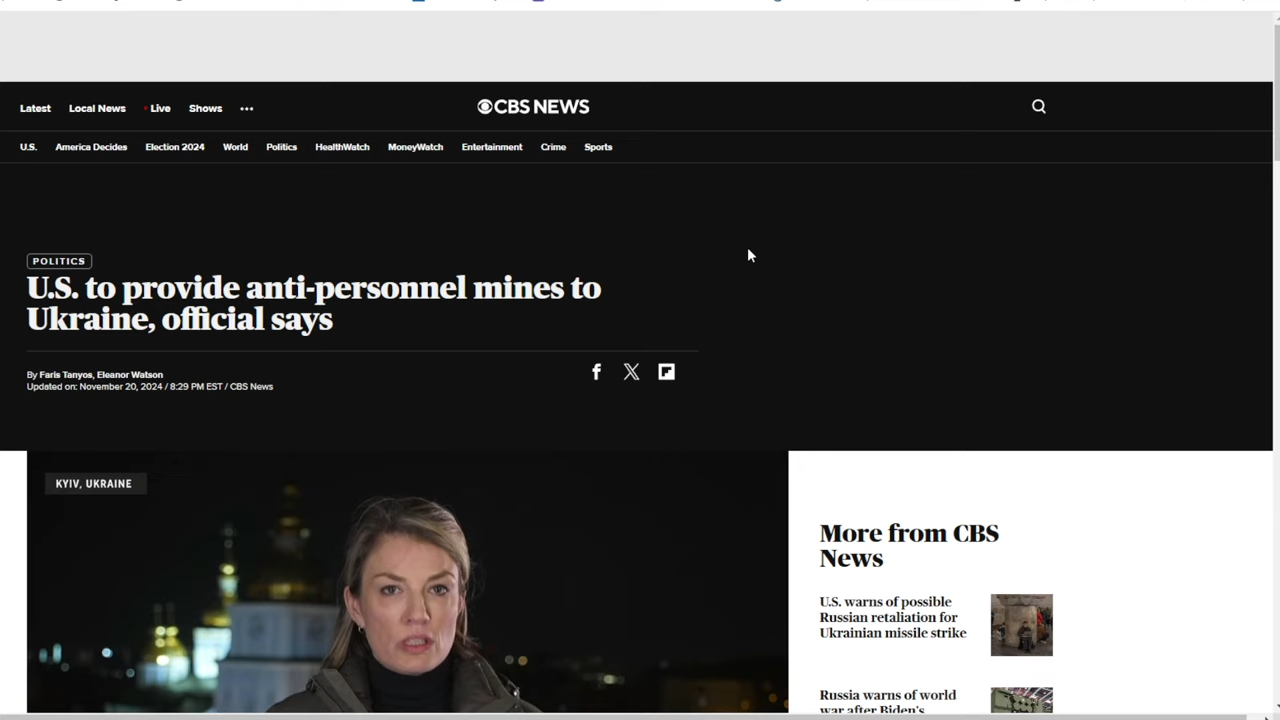 Latest Local News Live Shows
CBS NEWS
U.S. America Decides Election 2024 World Politics HealthWatch MoneyWatch Entertainment Crime Sports
POLITICS
U.S. to provide anti-personnel mines to
Ukraine, official says
By Faris Tanyos, Eleanor Watson
Updated on: November 20, 2024 / 8:29 PM EST / CBS News
KYIV, UKRAINE
More from CBS
News
U.S. warns of possible
Russian retaliation for
Ukrainian missile strike
Russia warns of world
war after Biden's